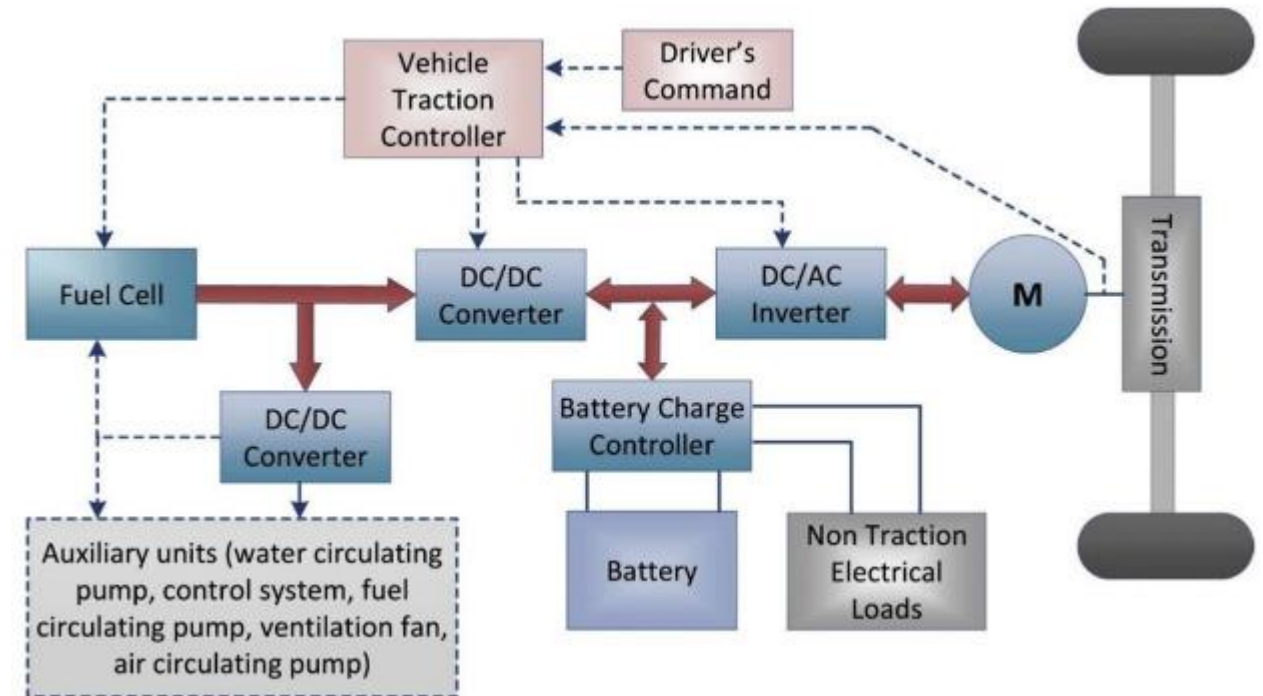 Vehicle
Traction
Controller
Driver's
Command
Fuel Cell
DC/DC
Converter
DC/AC
Inverter
M
Transmission
DC/DC
Converter
Battery Charge
Controller
Auxiliary units (water circulating
pump, control system, fuel
circulating pump, ventilation fan,
air circulating pump)
Battery
Non Traction
Electrical
Loads